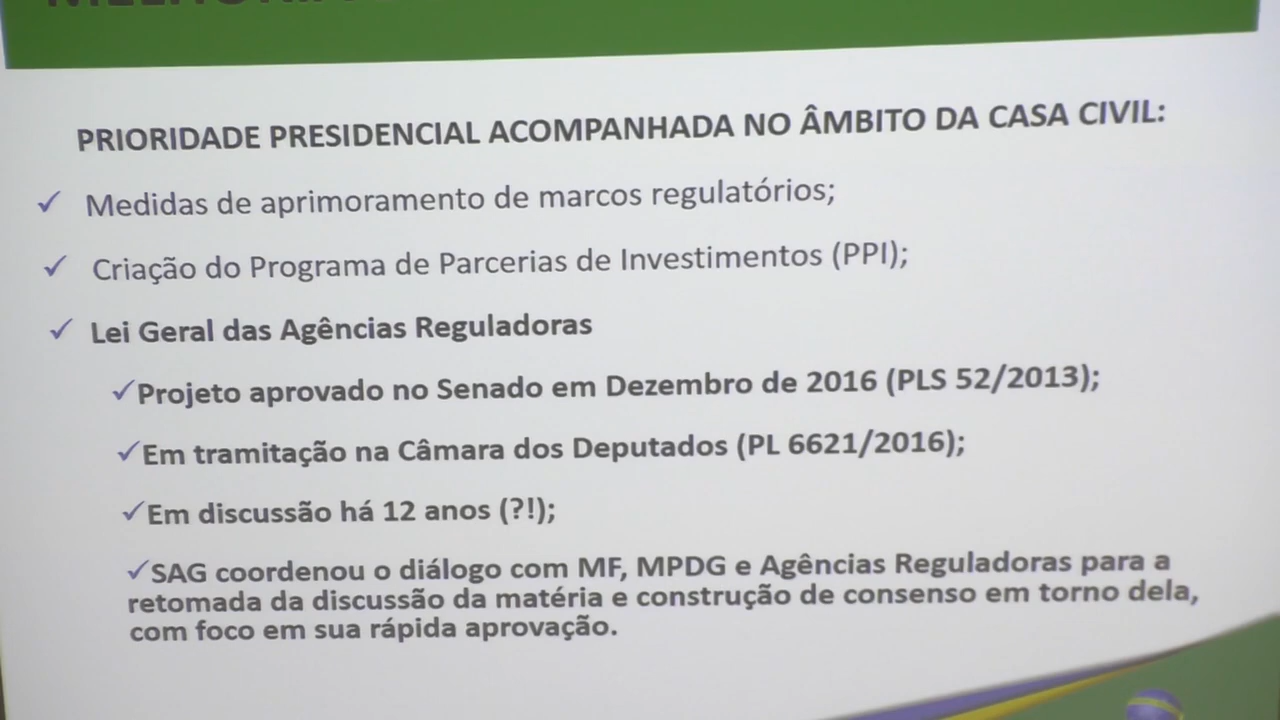 PRIORIDADE PRESIDENCIAL ACOMPANHADA NO ÂMBITO DA CASA CIVIL:
✓ Medidas de aprimoramento de marcos regulatórios;
✓ Criação do Programa de Parcerias de Investimentos (PPI);
✓ Lei Geral das Agências Reguladoras
✓Projeto aprovado no Senado em Dezembro de 2016 (PLS 52/2013);
✓Em tramitação na Câmara dos Deputados (PL 6621/2016);
✓Em discussão há 12 anos (?!);
✓SAG coordenou o diálogo com MF, MPDG e Agências Reguladoras para a
retomada da discussão da matéria e construção de consenso em torno dela,
com foco em sua rápida aprovação.